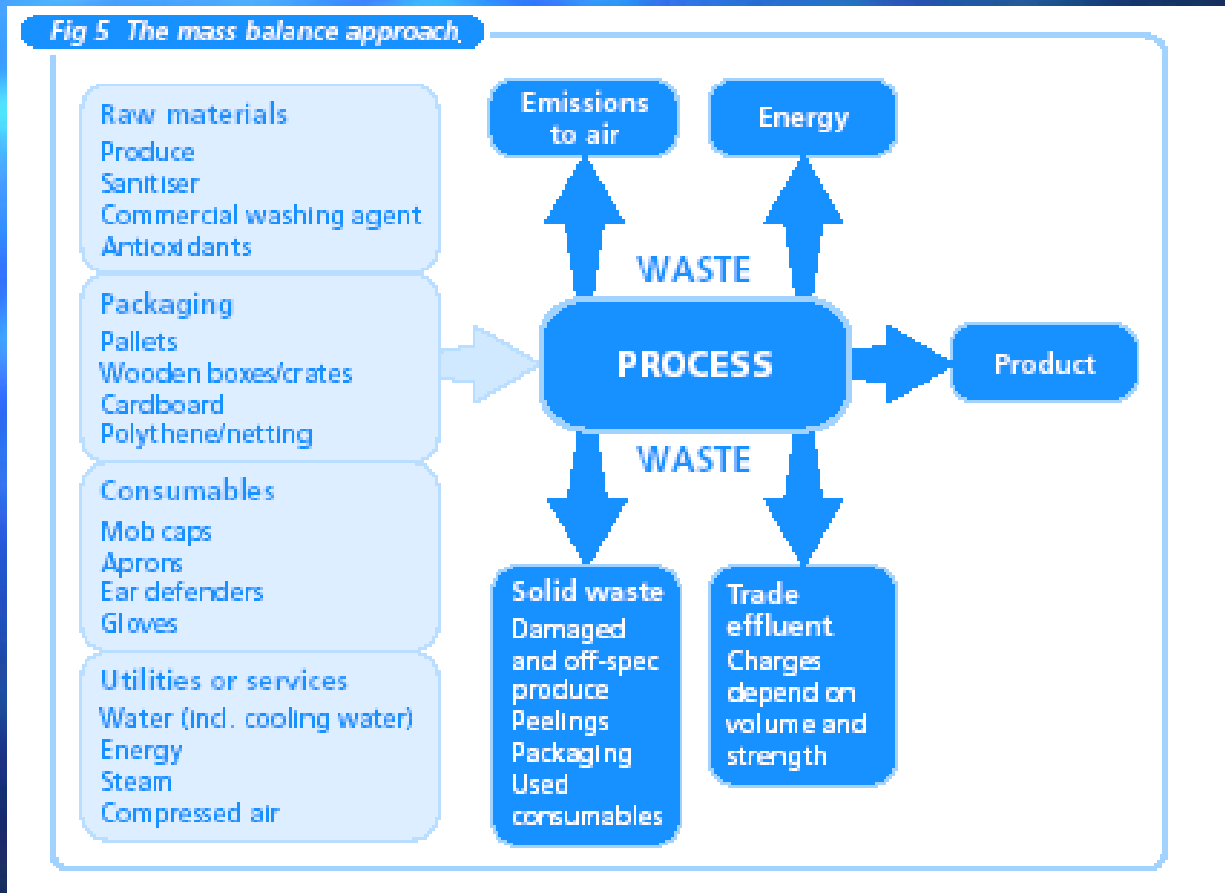 Fig 5 The mass balance approach.
Raw materials
Produce
Sanitiser
Commercial washing agent
Antioxidants
Packaging
Pallets
Wooden boxes/crates
Cardboard
Polythene/netting
Consumables
Mob caps
Aprons
Ear defenders
Gloves
Utilities or services
Water (incl. cooling water)
Energy
Steam
Compressed air
Emissions
to air
Energy
WASTE
PROCESS
Product
WASTE
Solid waste
Damaged
and off-spec
produce
Peelings
Packaging
Used
consumables
Trade
effluent
Charges
depend on
volume and
strength